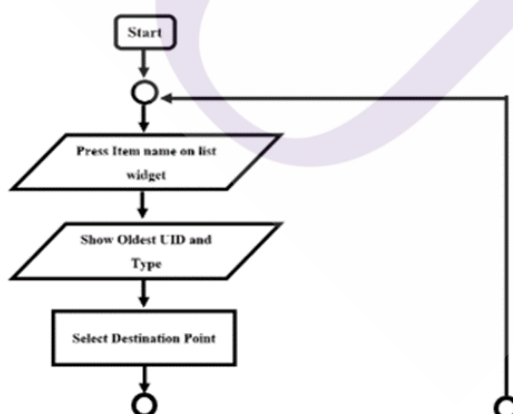 Start
Press Item name on list
widget
Show Oldest UID and
Type
Select Destination Point